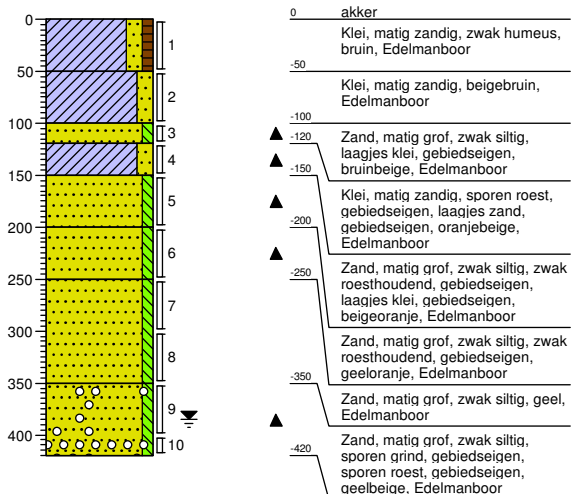 0
50
100
150
200
250
300
350
400
1
2
3
4
5
6
7
8
9
10
0 akker
Klei, matig zandig, zwak humeus,
bruin, Edelmanboor
-50
Klei, matig zandig, beigebruin,
Edelmanboor
-100
-120
Zand, matig grof, zwak siltig,
laagjes klei, gebiedseigen,
bruinbeige, Edelmanboor
-150
Klei, matig zandig, sporen roest,
gebiedseigen, laagjes zand,
gebiedseigen, oranjebeige,
Edelmanboor
-200
Zand, matig grof, zwak siltig, zwak
roesthoudend, gebiedseigen,
laagjes klei, gebiedseigen,
beigeoranje, Edelmanboor
-250
Zand, matig grof, zwak siltig, zwak
roesthoudend, gebiedseigen,
geeloranje, Edelmanboor
-350
Zand, matig grof, zwak siltig, geel,
Edelmanboor
-420
Zand, matig grof, zwak siltig,
sporen grind, gebiedseigen,
sporen roest, gebiedseigen,
geelbeige, Edelmanboor